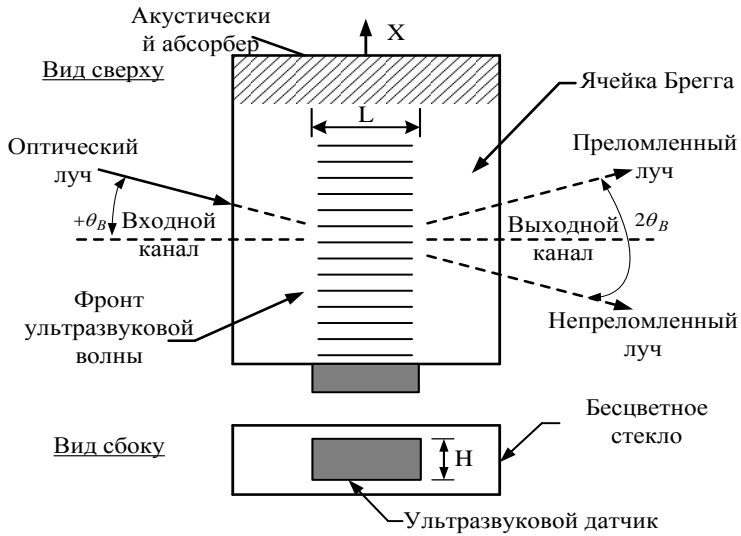 Акустически
й абсорбер
X
Вид сверху
Ячейка Брегга
L
Оптический
луч
Преломленный
луч
+θB
Входной
канал
Выходной
канал
2θB
Фронт
ультразвуковой
волны
Непреломленный
луч
Бесцветное
стекло
Вид сбоку
H
Ультразвуковой датчик